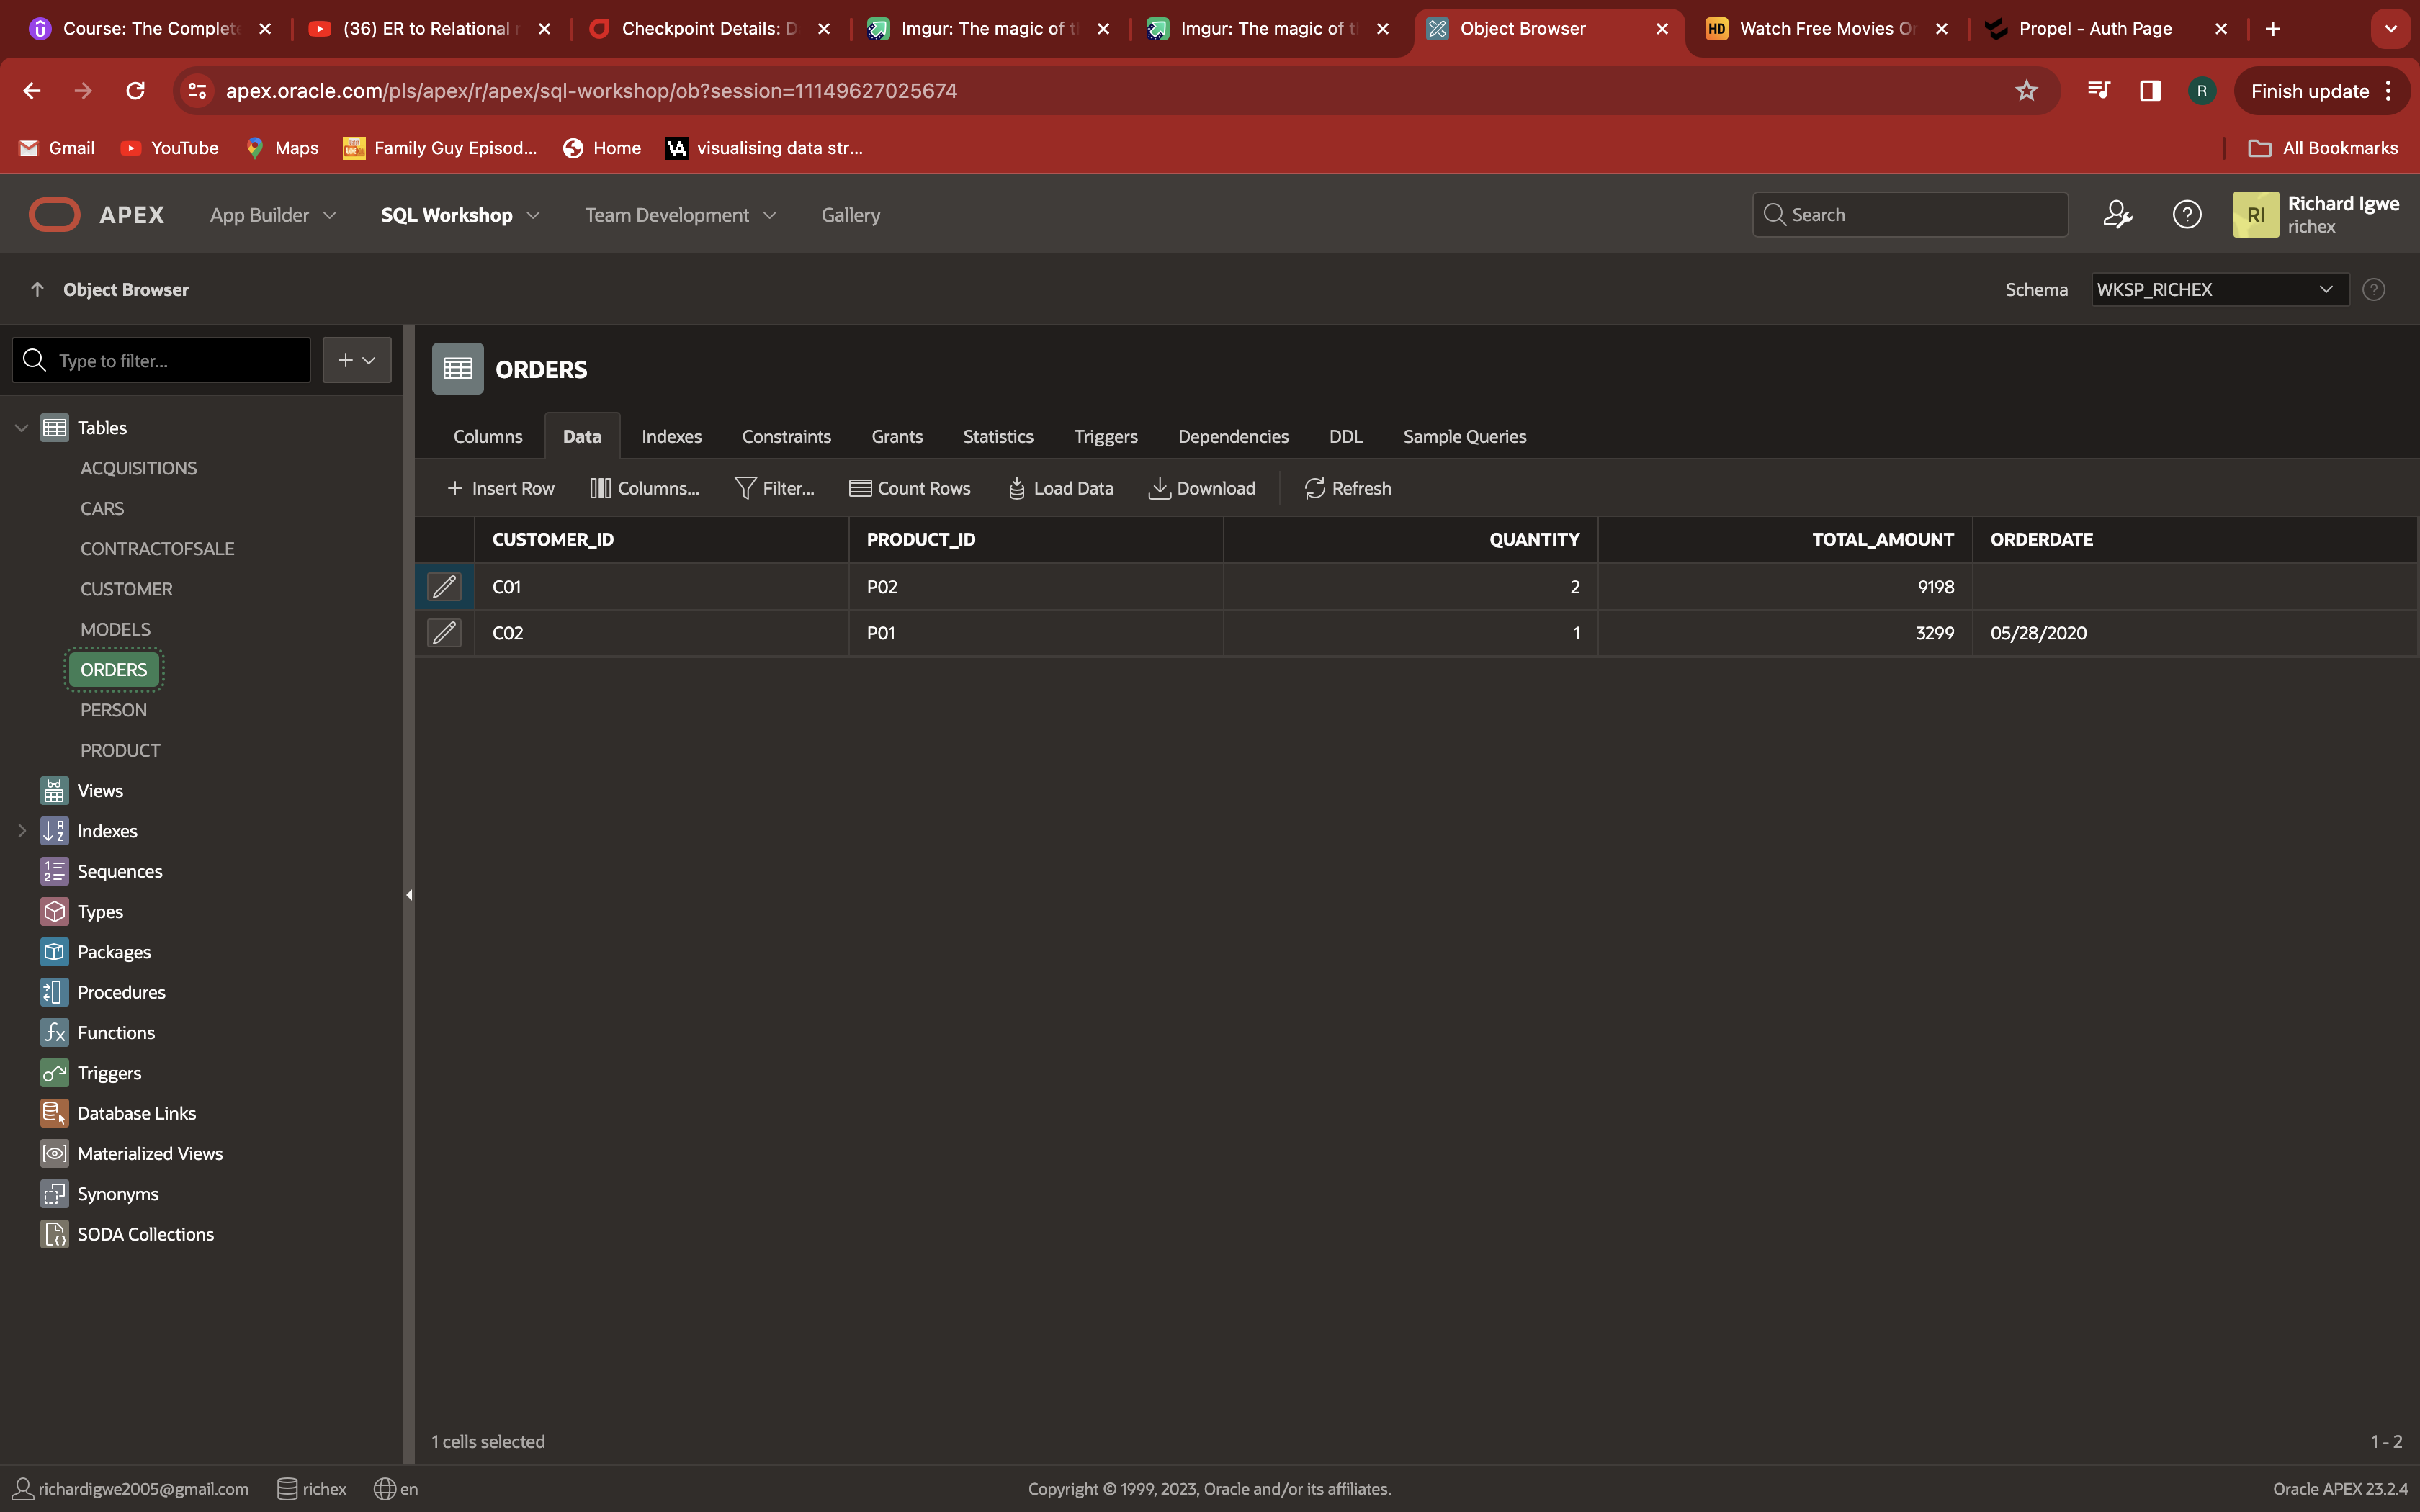 Course: The Complete
(36) ER to Relational
Checkpoint Details: D
Imgur: The magic of t
Imgur: The magic of t
Object Browser
HD Watch Free Movies On
Propel - Auth Page
apex.oracle.com/pls/apex/r/apex/sql-workshop/ob?session=11149627025674
R
Finish update
Gmail
YouTube
Maps
Family Guy Episod...
Home
visualising data str...
All Bookmarks
APEX
App Builder
SQL Workshop
Team Development
Gallery
Search
RI
Richard Igwe
richex
Object Browser
Schema
WKSP_RICHEX
Type to filter...
Tables
ACQUISITIONS
CARS
CONTRACTOFSALE
CUSTOMER
MODELS
ORDERS
PERSON
PRODUCT
Views
Indexes
Sequences
Types
Packages
Procedures
Functions
Triggers
Database Links
Materialized Views
Synonyms
SODA Collections
ORDERS
Columns Data Indexes Constraints Grants Statistics Triggers Dependencies DDL Sample Queries
Insert Row Columns... Filter... Count Rows Load Data Download Refresh
CUSTOMER_ID PRODUCT_ID QUANTITY TOTAL_AMOUNT ORDERDATE
C01 P02 2 9198
C02 P01 1 3299 05/28/2020
1 cells selected
1 - 2
richardigwe2005@gmail.com
richex
en
Copyright © 1999, 2023, Oracle and/or its affiliates.
Oracle APEX 23.2.4